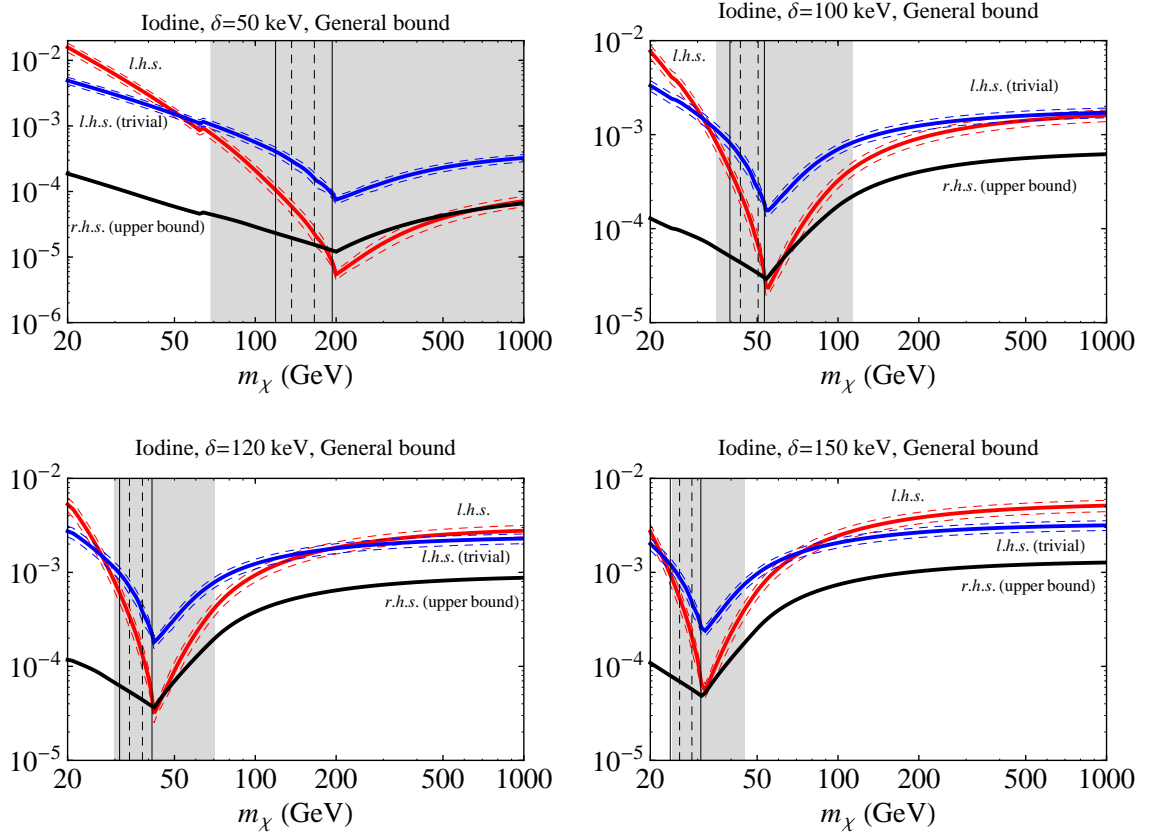 Iodine, δ=50 keV, General bound
10⁻²
10⁻³
10⁻⁴
10⁻⁵
10⁻⁶
l.h.s.
l.h.s. (trivial)
r.h.s. (upper bound)
20 50 100 200 500 1000
m_χ (GeV)
Iodine, δ=100 keV, General bound
10⁻²
10⁻³
10⁻⁴
10⁻⁵
l.h.s.
l.h.s. (trivial)
r.h.s. (upper bound)
20 50 100 200 500 1000
m_χ (GeV)
Iodine, δ=120 keV, General bound
10⁻²
10⁻³
10⁻⁴
10⁻⁵
l.h.s.
l.h.s. (trivial)
r.h.s. (upper bound)
20 50 100 200 500 1000
m_χ (GeV)
Iodine, δ=150 keV, General bound
10⁻²
10⁻³
10⁻⁴
10⁻⁵
l.h.s.
l.h.s. (trivial)
r.h.s. (upper bound)
20 50 100 200 500 1000
m_χ (GeV)